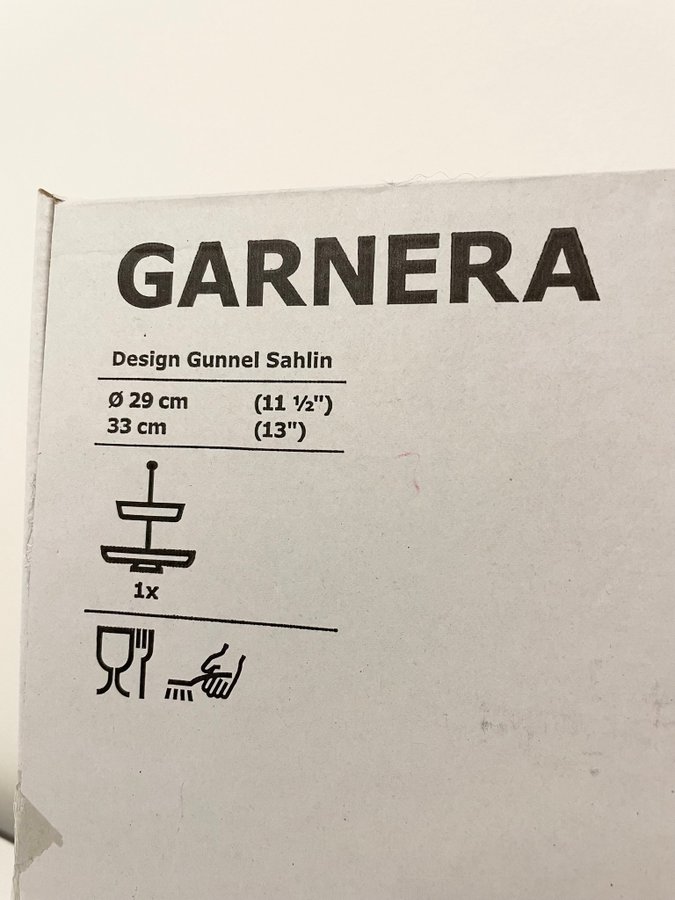 GARNERA
Design Gunnel Sahlin
Ø 29 cm (11 ½")
33 cm (13")
1x